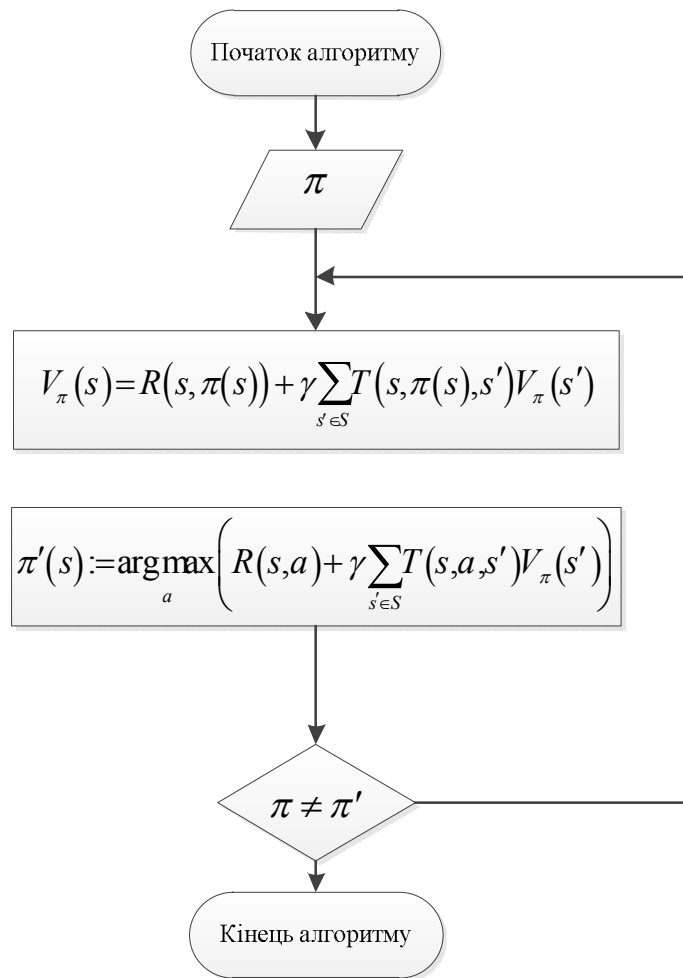 Початок алгоритму
π
V_π(s)=R(s,π(s))+γ∑_{s'∈S}T(s,π(s),s')V_π(s')
π'(s):=argmax_a(R(s,a)+γ∑_{s'∈S}T(s,a,s')V_π(s'))
π ≠ π'
Кінець алгоритму